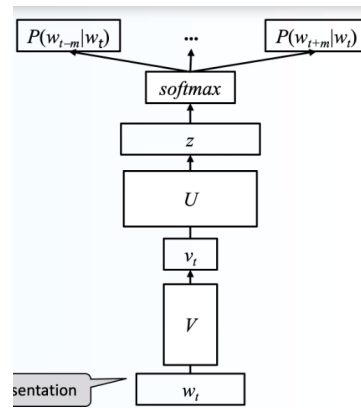 P(w_{t-m}|w_t) ... P(w_{t+m}|w_t)
softmax
z
U
v_t
V
sentation w_t